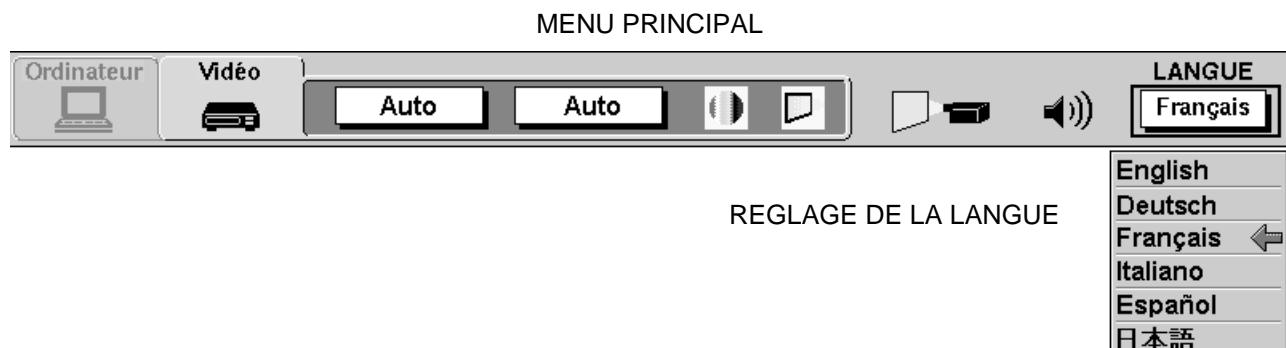 MENU PRINCIPAL
Ordinateur
Vidéo
LANGUE
Auto
Auto
Français
English
Deutsch
REGLAGE DE LA LANGUE
Français
Italiano
Español
日本語